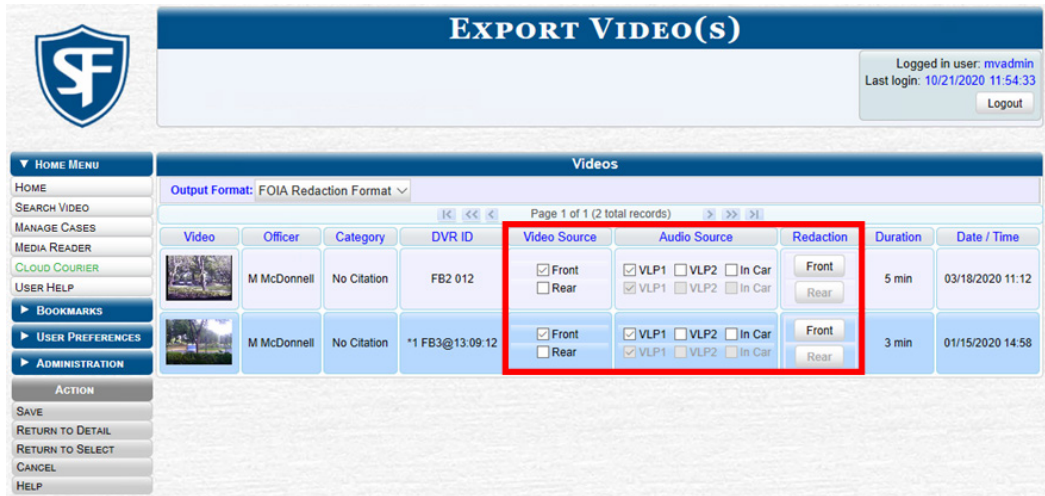 EXPORT VIDEO(S)
SF
Logged in user: mvadmin
Last login: 10/21/2020 11:54:33
Logout
▼ HOME MENU
HOME
SEARCH VIDEO
MANAGE CASES
MEDIA READER
CLOUD COURIER
USER HELP
► BOOKMARKS
► USER PREFERENCES
► ADMINISTRATION
ACTION
SAVE
RETURN TO DETAIL
RETURN TO SELECT
CANCEL
HELP
Videos
Output Format: FOIA Redaction Format
Page 1 of 1 (2 total records)
Video Officer Category DVR ID Video Source Audio Source Redaction Duration Date / Time
M McDonnell No Citation FB2 012 Front VLP1 VLP2 In Car Front 5 min 03/18/2020 11:12
Rear VLP1 VLP2 In Car Rear
M McDonnell No Citation *1 FB3@13:09:12 Front VLP1 VLP2 In Car Front 3 min 01/15/2020 14:58
Rear VLP1 VLP2 In Car Rear